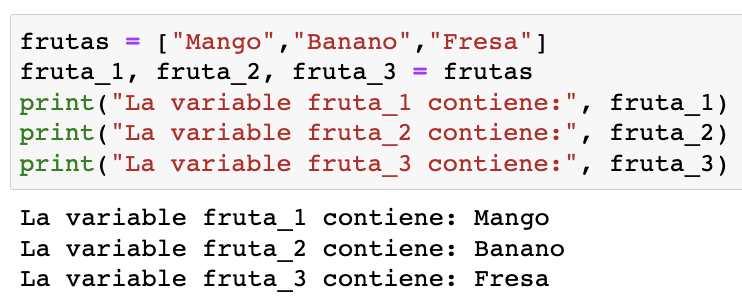 frutas = ["Mango","Banano","Fresa"]
fruta_1, fruta_2, fruta_3 = frutas
print("La variable fruta_1 contiene:", fruta_1)
print("La variable fruta_2 contiene:", fruta_2)
print("La variable fruta_3 contiene:", fruta_3)
La variable fruta_1 contiene: Mango
La variable fruta_2 contiene: Banano
La variable fruta_3 contiene: Fresa